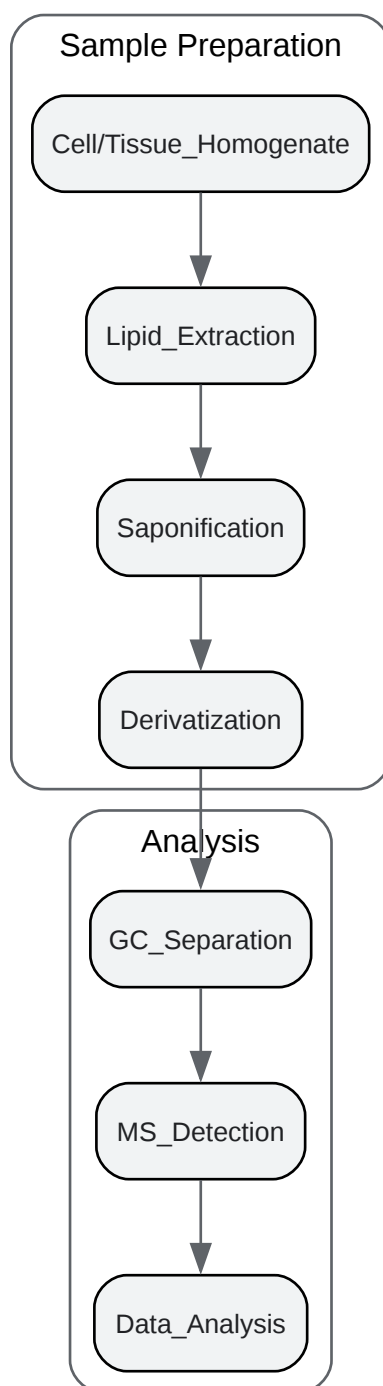 Sample Preparation
Cell/Tissue_Homogenate
Lipid_Extraction
Saponification
Derivatization
Analysis
GC_Separation
MS_Detection
Data_Analysis